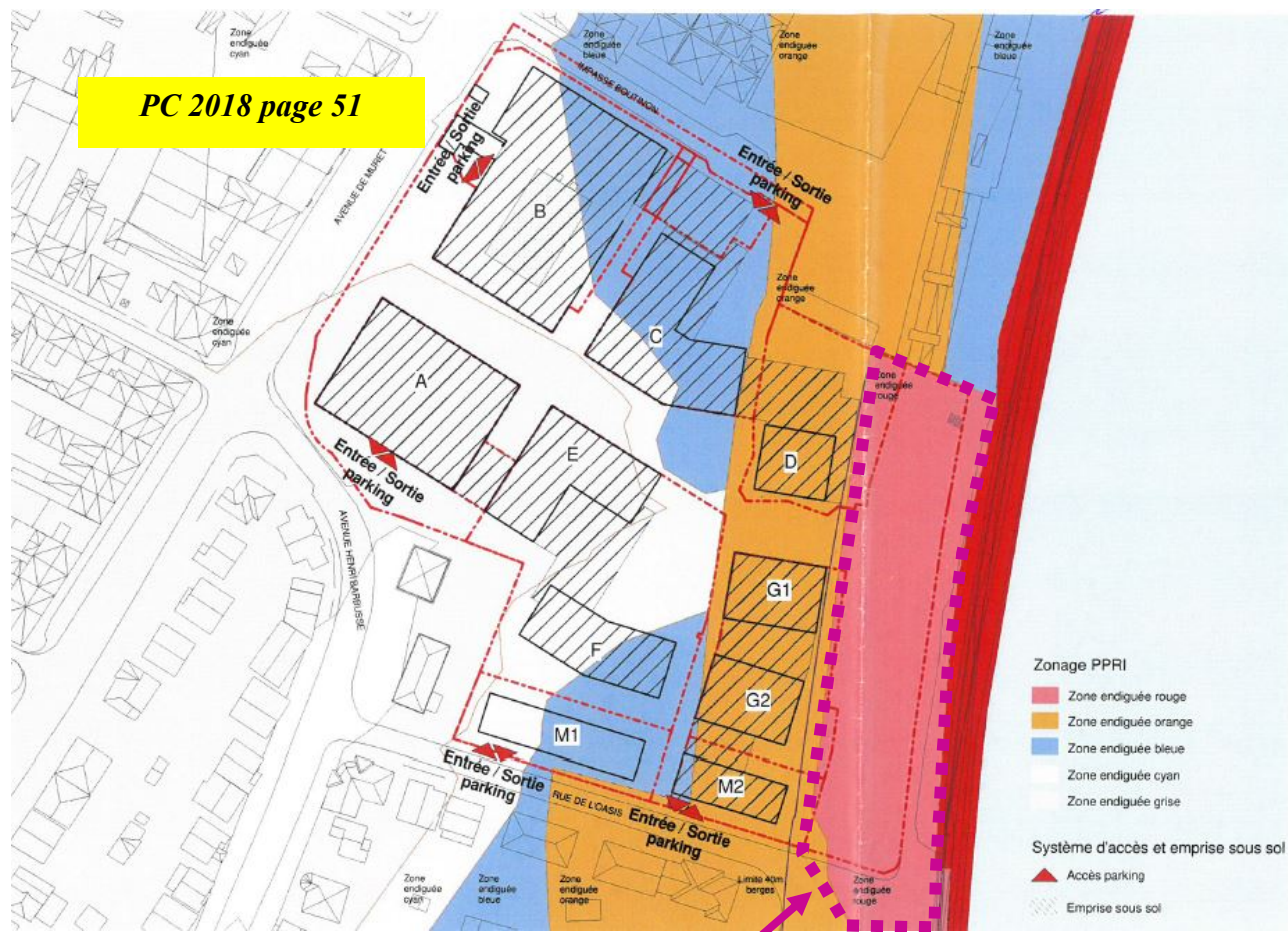 PC 2018 page 51
Zone
endiguée
cyan
Zone
endiguée
bleue
Zone
endiguée
orange
Zone
endiguée
bleue
IMPASSE BOUTINON
AVENUE DE MURET
Entrée / Sortie
parking
Entrée / Sortie
parking
B
Zone
endiguée
orange
Zone
endiguée
cyan
C
A
Zone
endiguée
rouge
E
D
Entrée / Sortie
parking
AVENUE HENRI BARBUSSE
G1
F
G2
M1
M2
Entrée / Sortie
parking
RUE DE L'OASIS
Entrée / Sortie
parking
Zone
endiguée
cyan
Zone
endiguée
bleue
Zone
endiguée
orange
Limite 40m
berges
Zone
endiguée
rouge
Zonage PPRI
Zone endiguée rouge
Zone endiguée orange
Zone endiguée bleue
Zone endiguée cyan
Zone endiguée grise
Système d'accès et emprise sous sol
Accès parking
Emprise sous sol